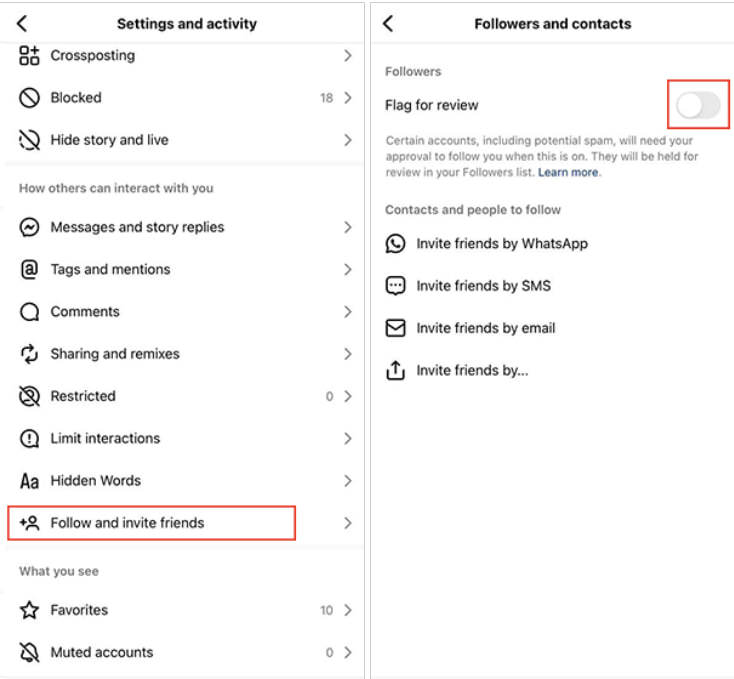 Settings and activity
Crossposting
Blocked 18
Hide story and live
How others can interact with you
Messages and story replies
Tags and mentions
Comments
Sharing and remixes
Restricted 0
Limit interactions
Aa Hidden Words
Follow and invite friends
What you see
Favorites 10
Muted accounts 0
Followers and contacts
Followers
Flag for review
Certain accounts, including potential spam, will need your
approval to follow you when this is on. They will be held for
review in your Followers list. Learn more.
Contacts and people to follow
Invite friends by WhatsApp
Invite friends by SMS
Invite friends by email
Invite friends by...